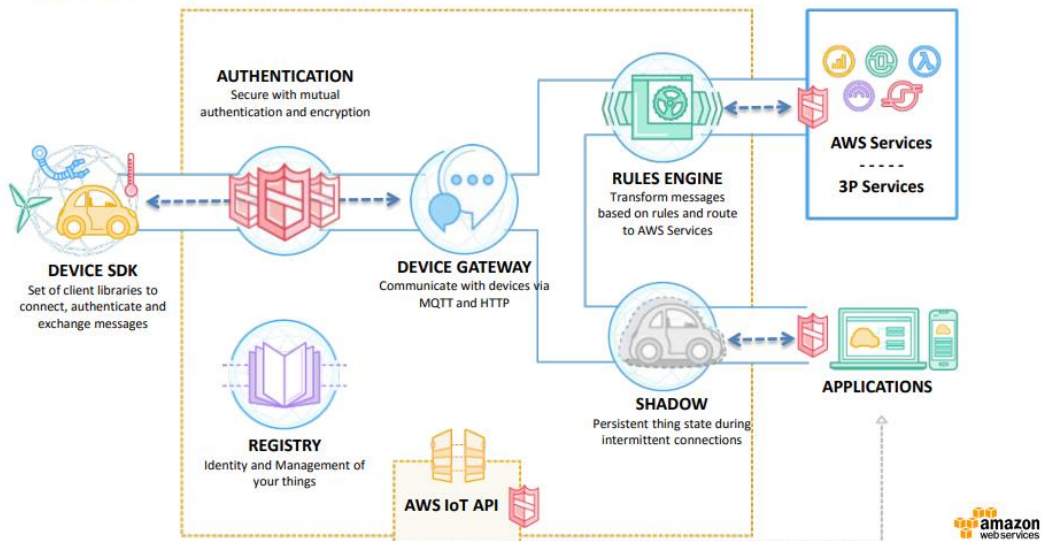 AUTHENTICATION
Secure with mutual
authentication and encryption
DEVICE SDK
Set of client libraries to
connect, authenticate and
exchange messages
DEVICE GATEWAY
Communicate with devices via
MQTT and HTTP
RULES ENGINE
Transform messages
based on rules and route
to AWS Services
AWS Services
- - - - -
3P Services
REGISTRY
Identity and Management of
your things
SHADOW
Persistent thing state during
intermittent connections
APPLICATIONS
AWS IoT API
amazon
web services